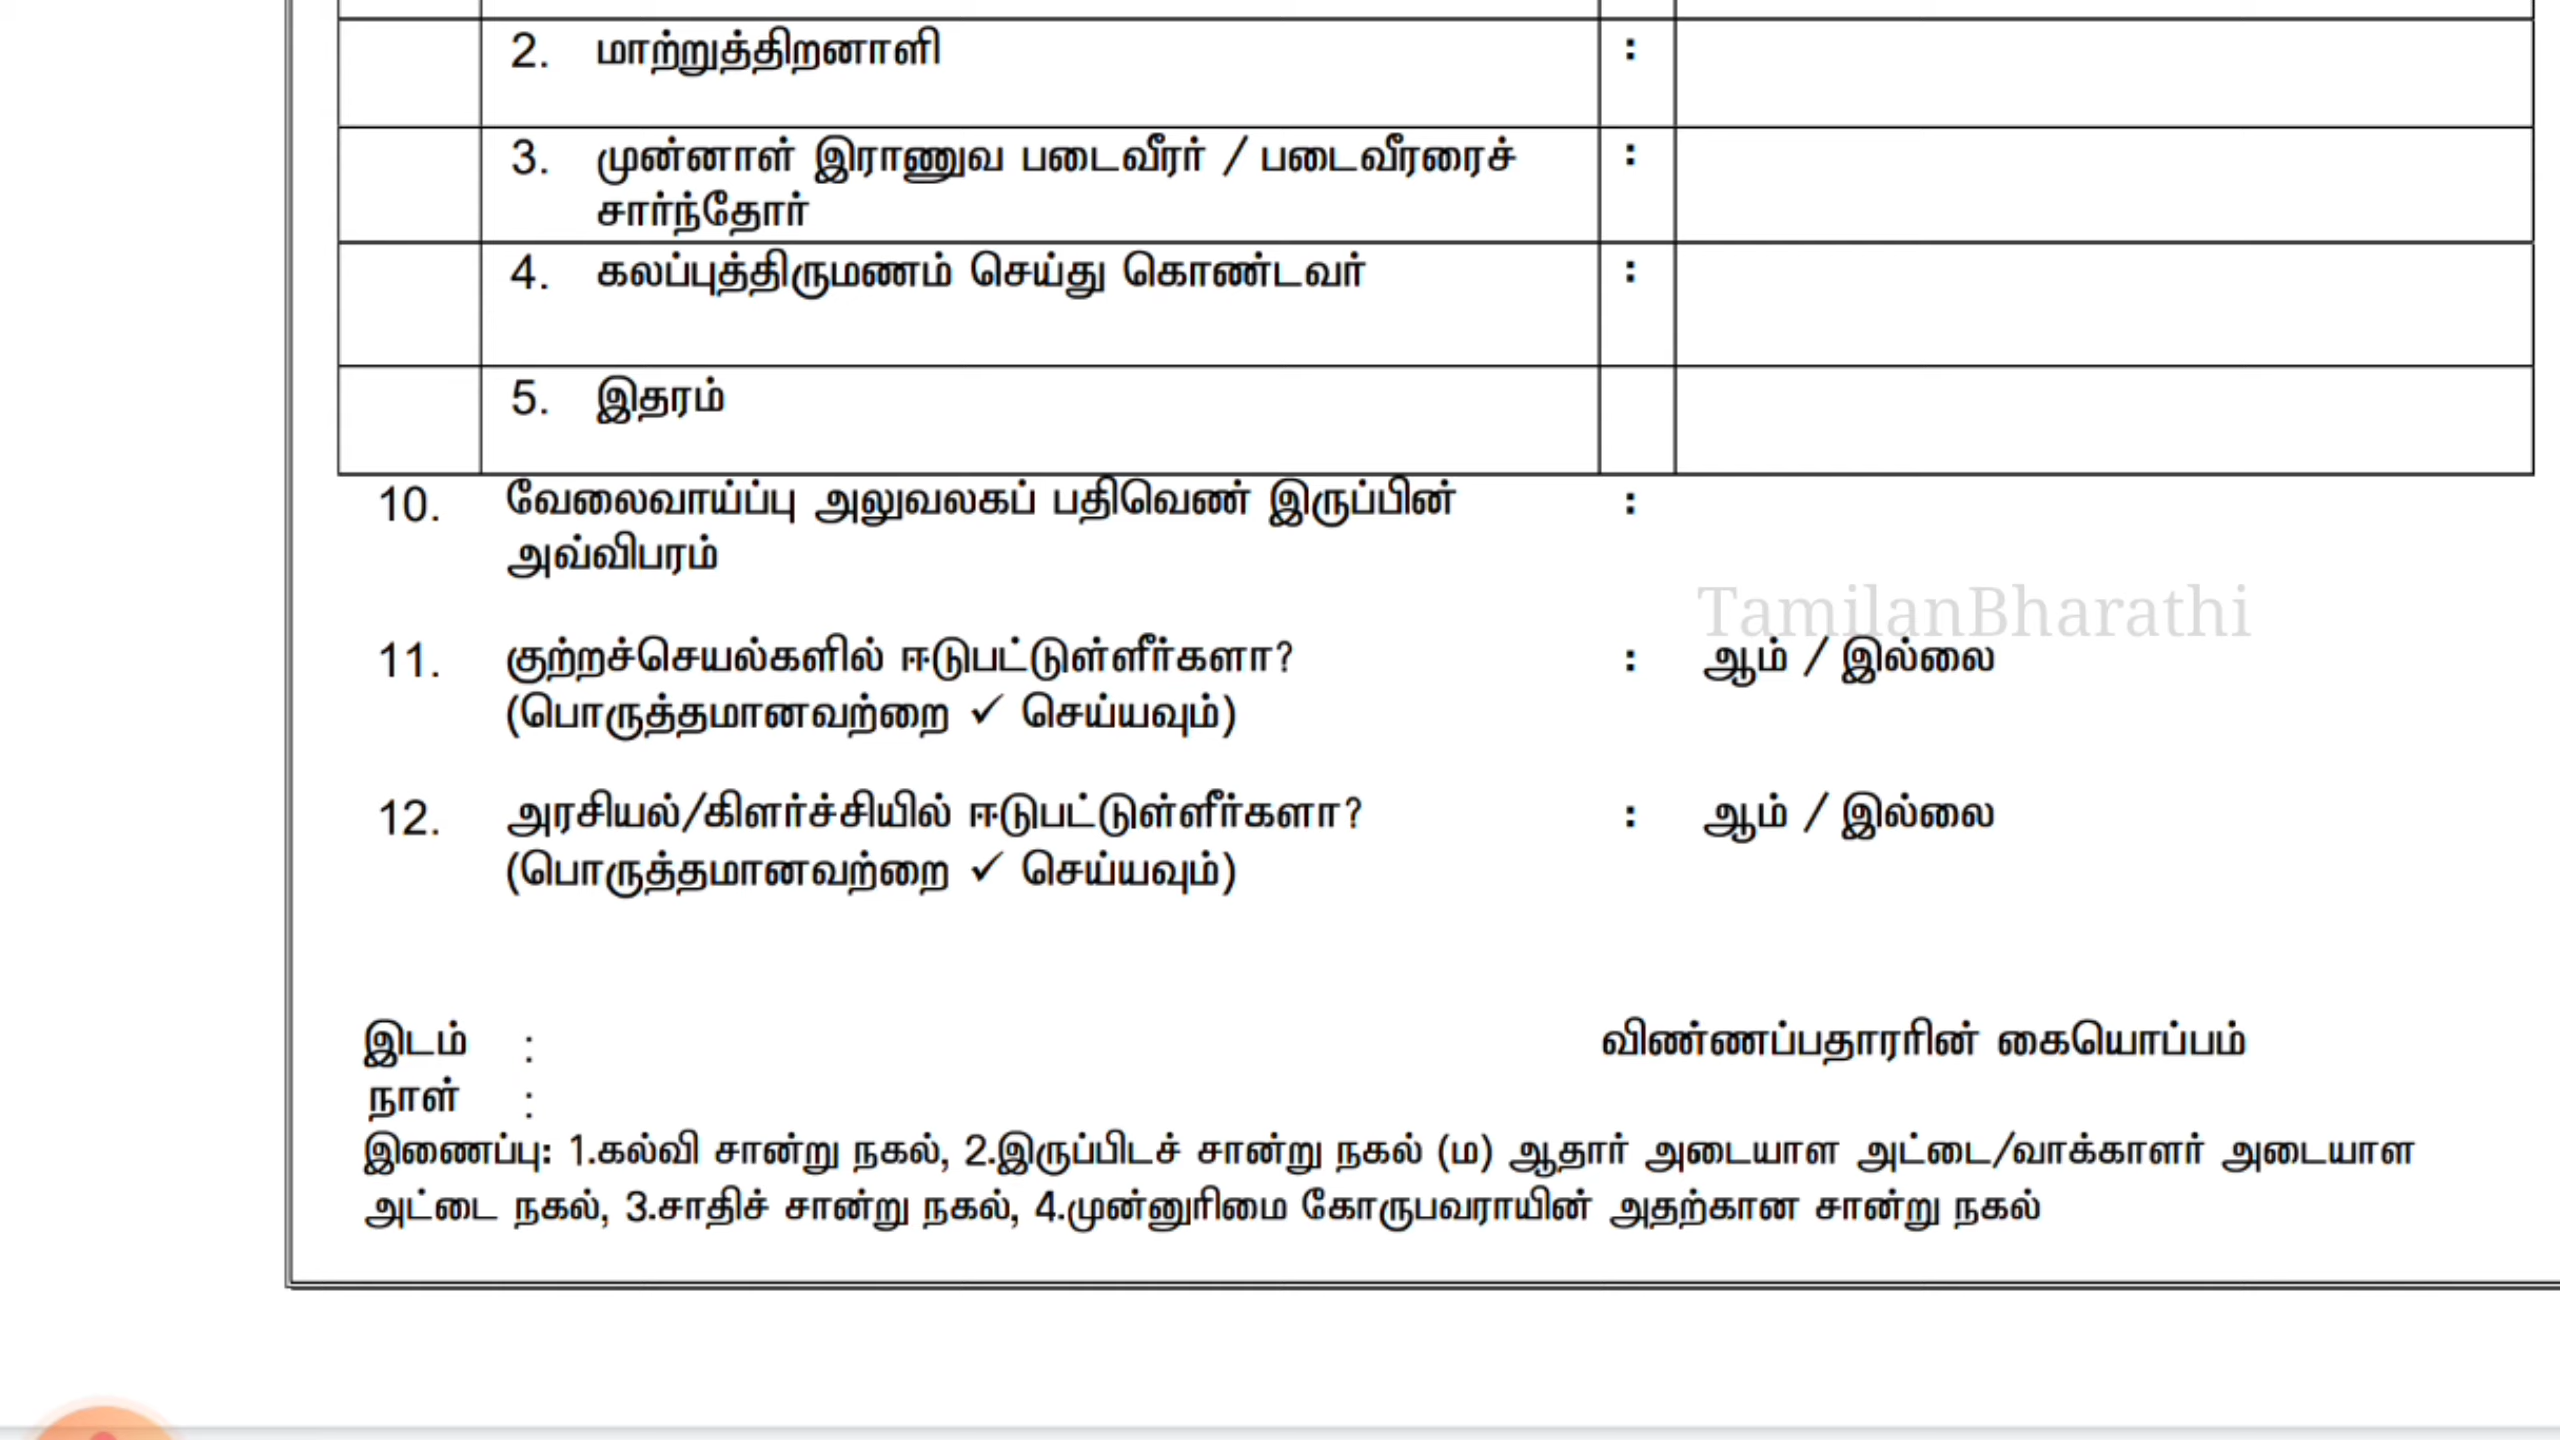 2. மாற்றுத்திறனாளி :
3. முன்னாள் இராணுவ படைவீரர் / படைவீரரைச் :
சார்ந்தோர்
4. கலப்புத்திருமணம் செய்து கொண்டவர் :
5. இதரம்
10. வேலைவாய்ப்பு அலுவலகப் பதிவெண் இருப்பின் :
அவ்விபரம்
TamilanBharathi
11. குற்றச்செயல்களில் ஈடுபட்டுள்ளீர்களா? : ஆம் / இல்லை
(பொருத்தமானவற்றை ✓ செய்யவும்)
12. அரசியல்/கிளர்ச்சியில் ஈடுபட்டுள்ளீர்களா? : ஆம் / இல்லை
(பொருத்தமானவற்றை ✓ செய்யவும்)
இடம் : விண்ணப்பதாரரின் கையொப்பம்
நாள் :
இணைப்பு: 1.கல்வி சான்று நகல், 2.இருப்பிடச் சான்று நகல் (ம) ஆதார் அடையாள அட்டை/வாக்காளர் அடையாள
அட்டை நகல், 3.சாதிச் சான்று நகல், 4.முன்னுரிமை கோருபவராயின் அதற்கான சான்று நகல்